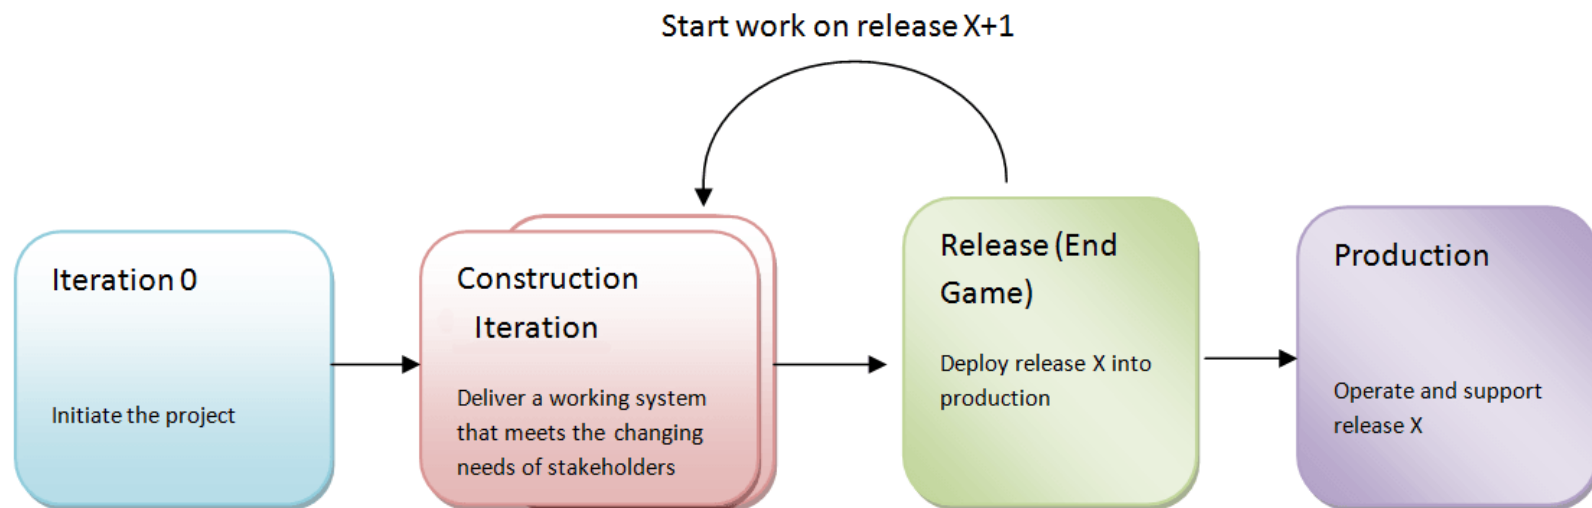 Start work on release X+1
Iteration 0
Initiate the project
Construction
Iteration
Deliver a working system
that meets the changing
needs of stakeholders
Release (End
Game)
Deploy release X into
production
Production
Operate and support
release X